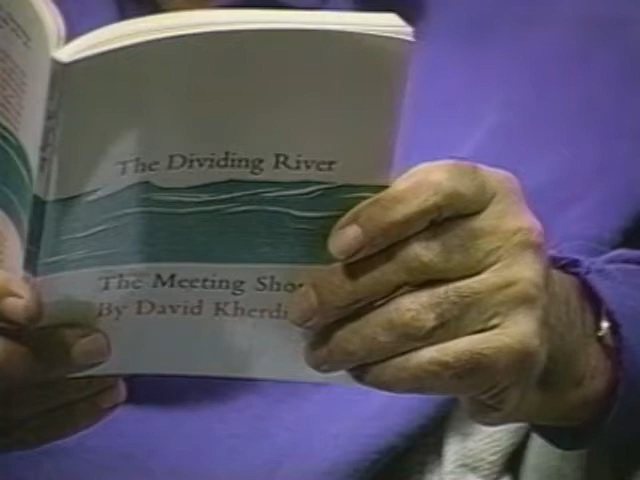 The Dividing River
The Meeting Sho
By David Kherdi